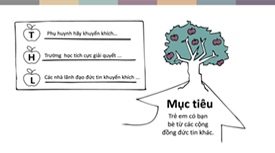 T Phụ huynh hãy khuyến khích...
H Trường học tích cực giải quyết ...
L Các nhà lãnh đạo đức tin khuyến khích ...
Mục tiêu
Trẻ em có bạn
bè từ các cộng
đồng đức tin khác.